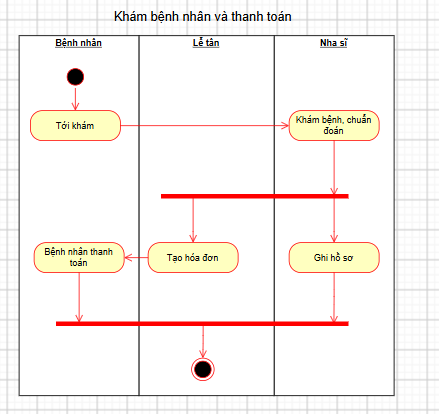 Khám bệnh nhân và thanh toán
Bệnh nhân
Lễ tân
Nha sĩ
Tới khám
Khám bệnh, chuẩn
đoán
Bệnh nhân thanh
toán
Tạo hóa đơn
Ghi hồ sơ